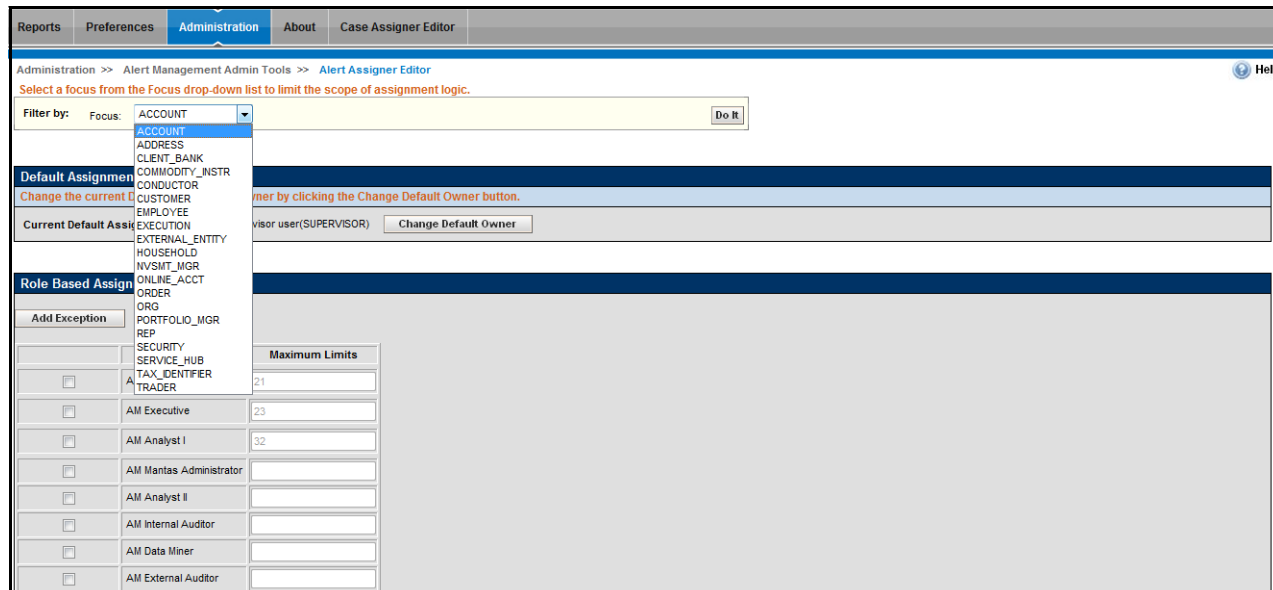 Reports Preferences Administration About Case Assigner Editor
Administration >> Alert Management Admin Tools >> Alert Assigner Editor Hel
Select a focus from the Focus drop-down list to limit the scope of assignment logic.
Filter by: Focus: ACCOUNT Do It
ACCOUNT
ADDRESS
CLIENT_BANK
COMMODITY_INSTR
CONDUCTOR
CUSTOMER
EMPLOYEE
EXECUTION
EXTERNAL_ENTITY
HOUSEHOLD
NVSMT_MGR
ONLINE_ACCT
ORDER
ORG
PORTFOLIO_MGR
REP
SECURITY
SERVICE_HUB
TAX_IDENTIFIER
TRADER
Default Assignmen
Change the current D ner by clicking the Change Default Owner button.
Current Default Assig visor user(SUPERVISOR) Change Default Owner
Role Based Assign
Add Exception
Maximum Limits
A 21
AM Executive 23
AM Analyst I 32
AM Mantas Administrator
AM Analyst II
AM Internal Auditor
AM Data Miner
AM External Auditor